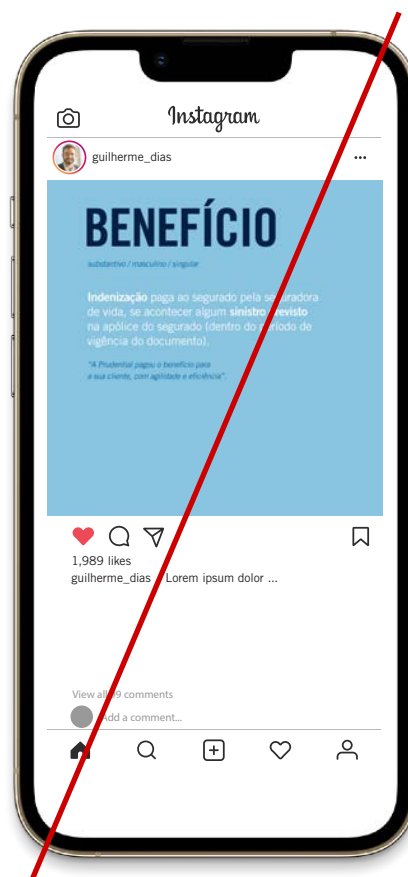 Instagram
guilherme_dias
BENEFÍCIO
substantivo / masculino / singular
Indenização paga ao segurado pela seguradora
de vida, se acontecer algum sinistro previsto
na apólice do segurado (dentro do período de
vigência do documento).
"A Prudential pagou o benefício para
a sua cliente, com agilidade e eficiência".
1,989 likes
guilherme_dias Lorem ipsum dolor ...
View all 99 comments
Add a comment...